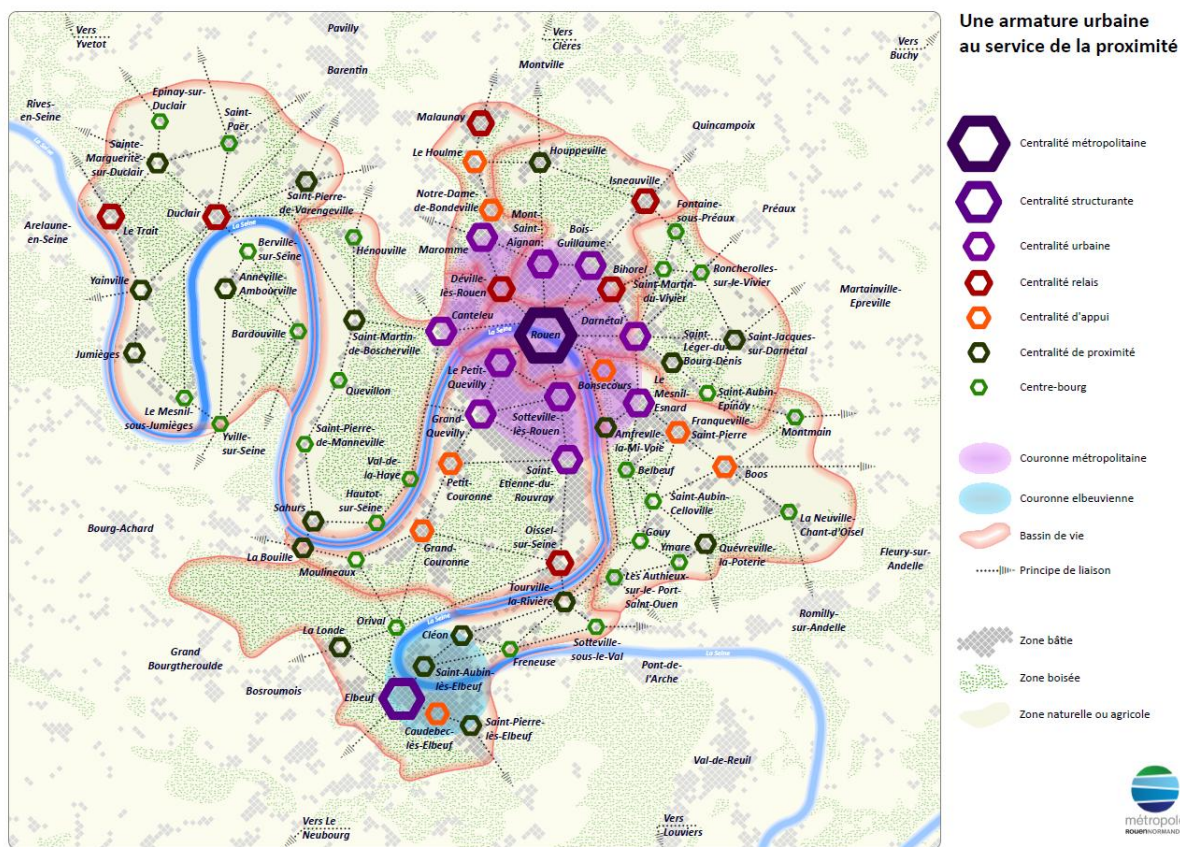 Une armature urbaine
au service de la proximité
Centralité métropolitaine
Centralité structurante
Centralité urbaine
Centralité relais
Centralité d'appui
Centralité de proximité
Centre-bourg
Couronne métropolitaine
Couronne elbeuvienne
Bassin de vie
Principe de liaison
Zone bâtie
Zone boisée
Zone naturelle ou agricole
métropole
ROUENNORMANDIE
Vers
Yvetot
Pavilly
Vers
Clères
Vers
Buchy
Barentin
Montville
Rives-
en-Seine
Epinay-sur-
Duclair
Saint-
Paër
Malaunay
Quincampoix
La Seine
Sainte-
Marguerite-
sur-Duclair
Le Houlme
Houppeville
Isneauville
Saint-Pierre-
de-Varengeville
Notre-Dame-
de-Bondeville
Fontaine-
sous-Préaux
Préaux
Arelaune-
en-Seine
Le Trait
Duclair
La Seine
Mont-
Saint-
Aignan
Bois-
Guillaume
Berville-
sur-Seine
Hénouville
Maromme
Bihorel
Roncherolles-
sur-le-Vivier
Yainville
Anneville-
Ambourville
Déville-
lès-Rouen
Saint-Martin-
du-Vivier
Martainville-
Epreville
Bardouville
Saint-Martin-
de-Boscherville
Canteleu
La Seine
Rouen
Darnétal
Saint-
Léger-du-
Bourg-Denis
Saint-Jacques-
sur-Darnétal
Jumièges
Le Petit-
Quevilly
Bonsecours
Le
Mesnil-
Esnard
Saint-Aubin-
Epinay
Quevillon
Le Mesnil-
sous-Jumièges
Yville-
sur-Seine
Saint-Pierre-
de-Manneville
Grand-
Quevilly
Sotteville-
lès-Rouen
Amfreville-
la-Mi-Voie
Franqueville-
Saint-Pierre
Montmain
Val-de-
la-Haye
Petit-
Couronne
Saint-
Etienne-du-
Rouvray
Belbeuf
Boos
Bourg-Achard
Sahurs
Hautot-
sur-Seine
Saint-Aubin-
Celloville
La Neuville-
Chant-d'Oisel
La Bouille
Moulineaux
Grand-
Couronne
Oissel-
sur-Seine
Gouy
Ymare
Quévreville-
la-Poterie
Fleury-sur-
Andelle
Tourville-
la-Rivière
Les Authieux-
sur-le- Port-
Saint-Ouen
La Seine
Romilly-
sur-Andelle
Orival
La Londe
Cléon
Sotteville-
sous-le-Val
Freneuse
La Seine
Grand
Bourgtheroulde
Saint-Aubin-
lès-Elbeuf
Pont-de-
l'Arche
Bosroumois
Elbeuf
Caudebec-
lès-Elbeuf
Saint-Pierre-
lès-Elbeuf
Val-de-Reuil
Vers Le
Neubourg
Vers
Louviers